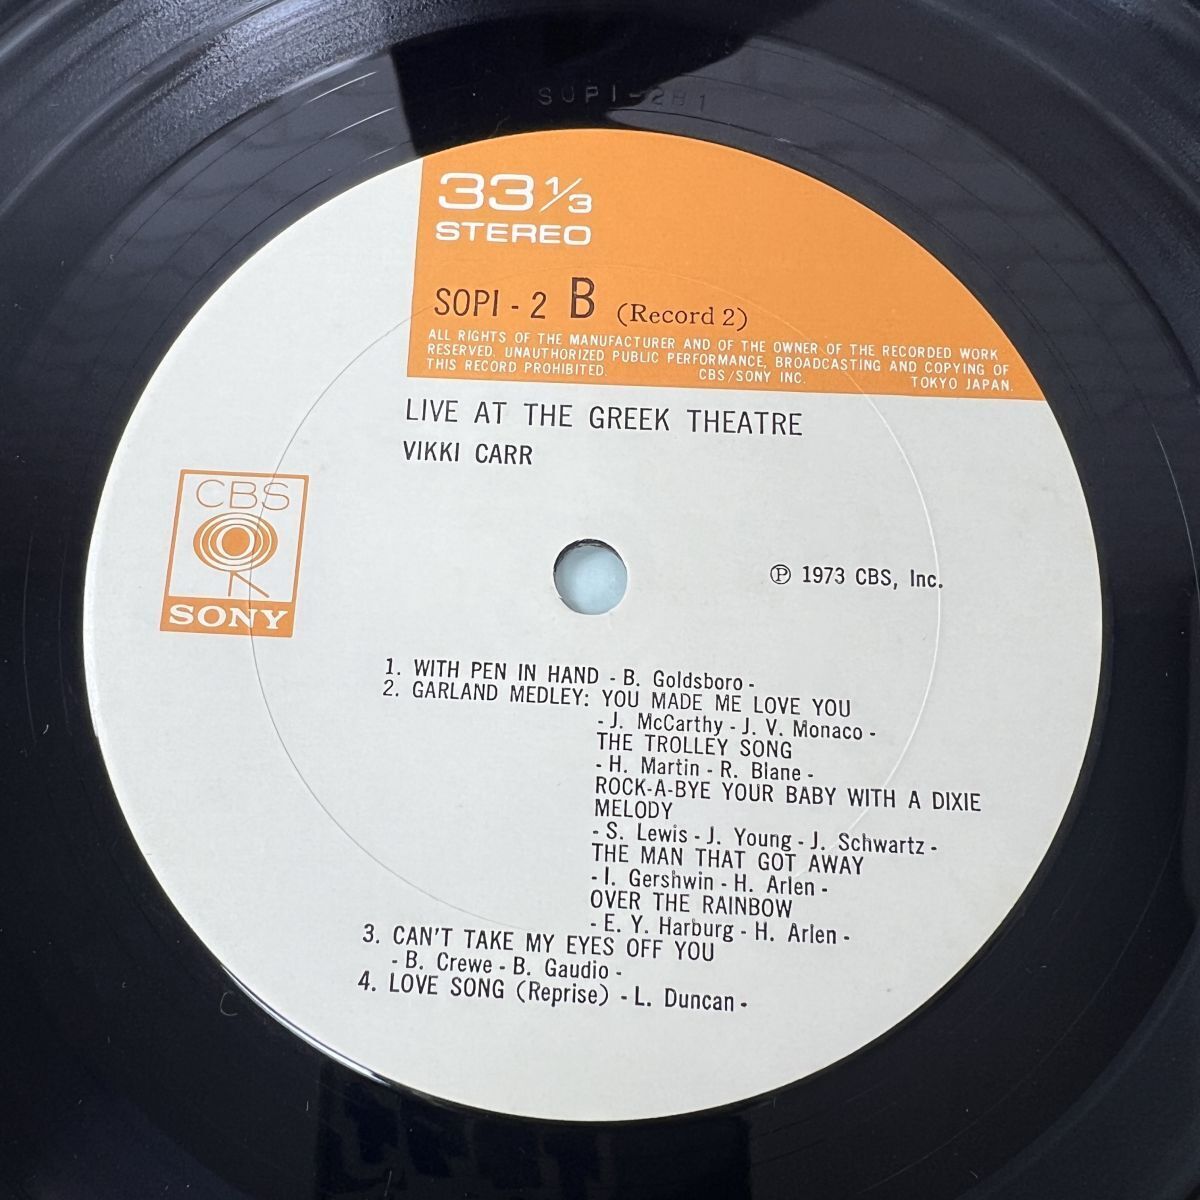 SOPI-2B1
33 1/3
STEREO
SOPI - 2 B (Record 2)
ALL RIGHTS OF THE MANUFACTURER AND OF THE OWNER OF THE RECORDED WORK
RESERVED. UNAUTHORIZED PUBLIC PERFORMANCE, BROADCASTING AND COPYING OF
THIS RECORD PROHIBITED. CBS/SONY INC. TOKYO JAPAN.
LIVE AT THE GREEK THEATRE
VIKKI CARR
CBS
SONY
℗ 1973 CBS, Inc.
1. WITH PEN IN HAND - B. Goldsboro -
2. GARLAND MEDLEY: YOU MADE ME LOVE YOU
- J. McCarthy - J. V. Monaco -
THE TROLLEY SONG
- H. Martin - R. Blane -
ROCK-A-BYE YOUR BABY WITH A DIXIE
MELODY
- S. Lewis - J. Young - J. Schwartz -
THE MAN THAT GOT AWAY
- I. Gershwin - H. Arlen -
OVER THE RAINBOW
- E. Y. Harburg - H. Arlen -
3. CAN'T TAKE MY EYES OFF YOU
- B. Crewe - B. Gaudio -
4. LOVE SONG (Reprise) - L. Duncan -